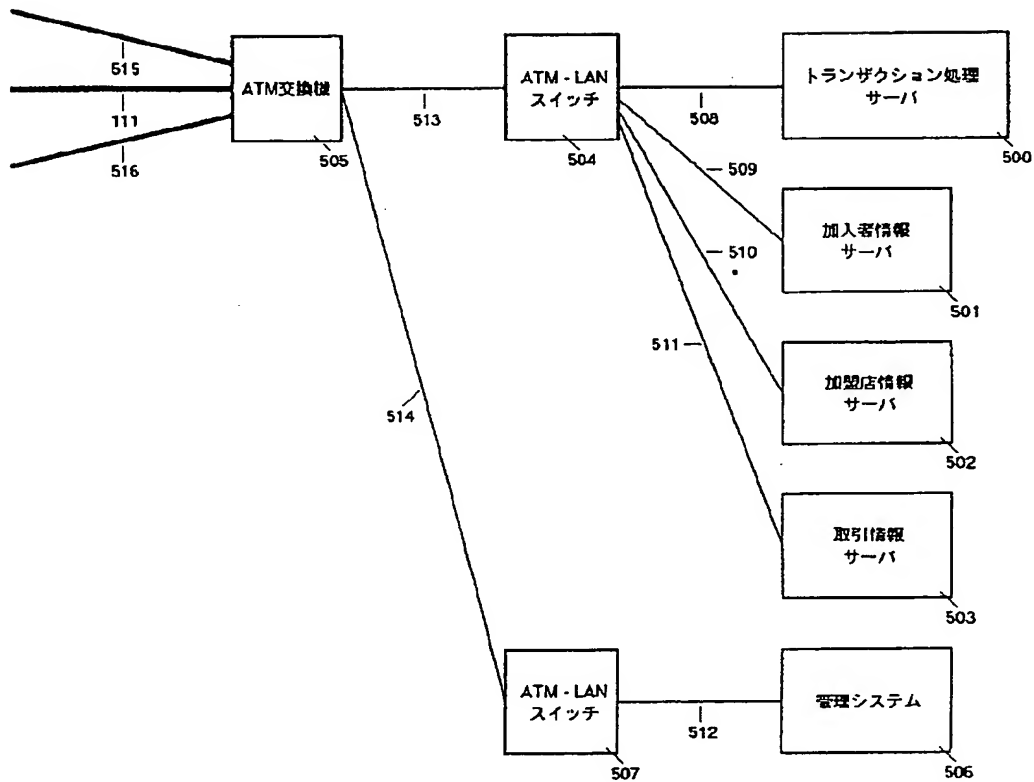 515
111
516
ATM交換機
505
513
ATM - LAN
スイッチ
504
508
トランザクション処理
サーバ
500
509
加入者情報
サーバ
501
510
加盟店情報
サーバ
502
511
取引情報
サーバ
503
514
ATM - LAN
スイッチ
507
512
管理システム
506